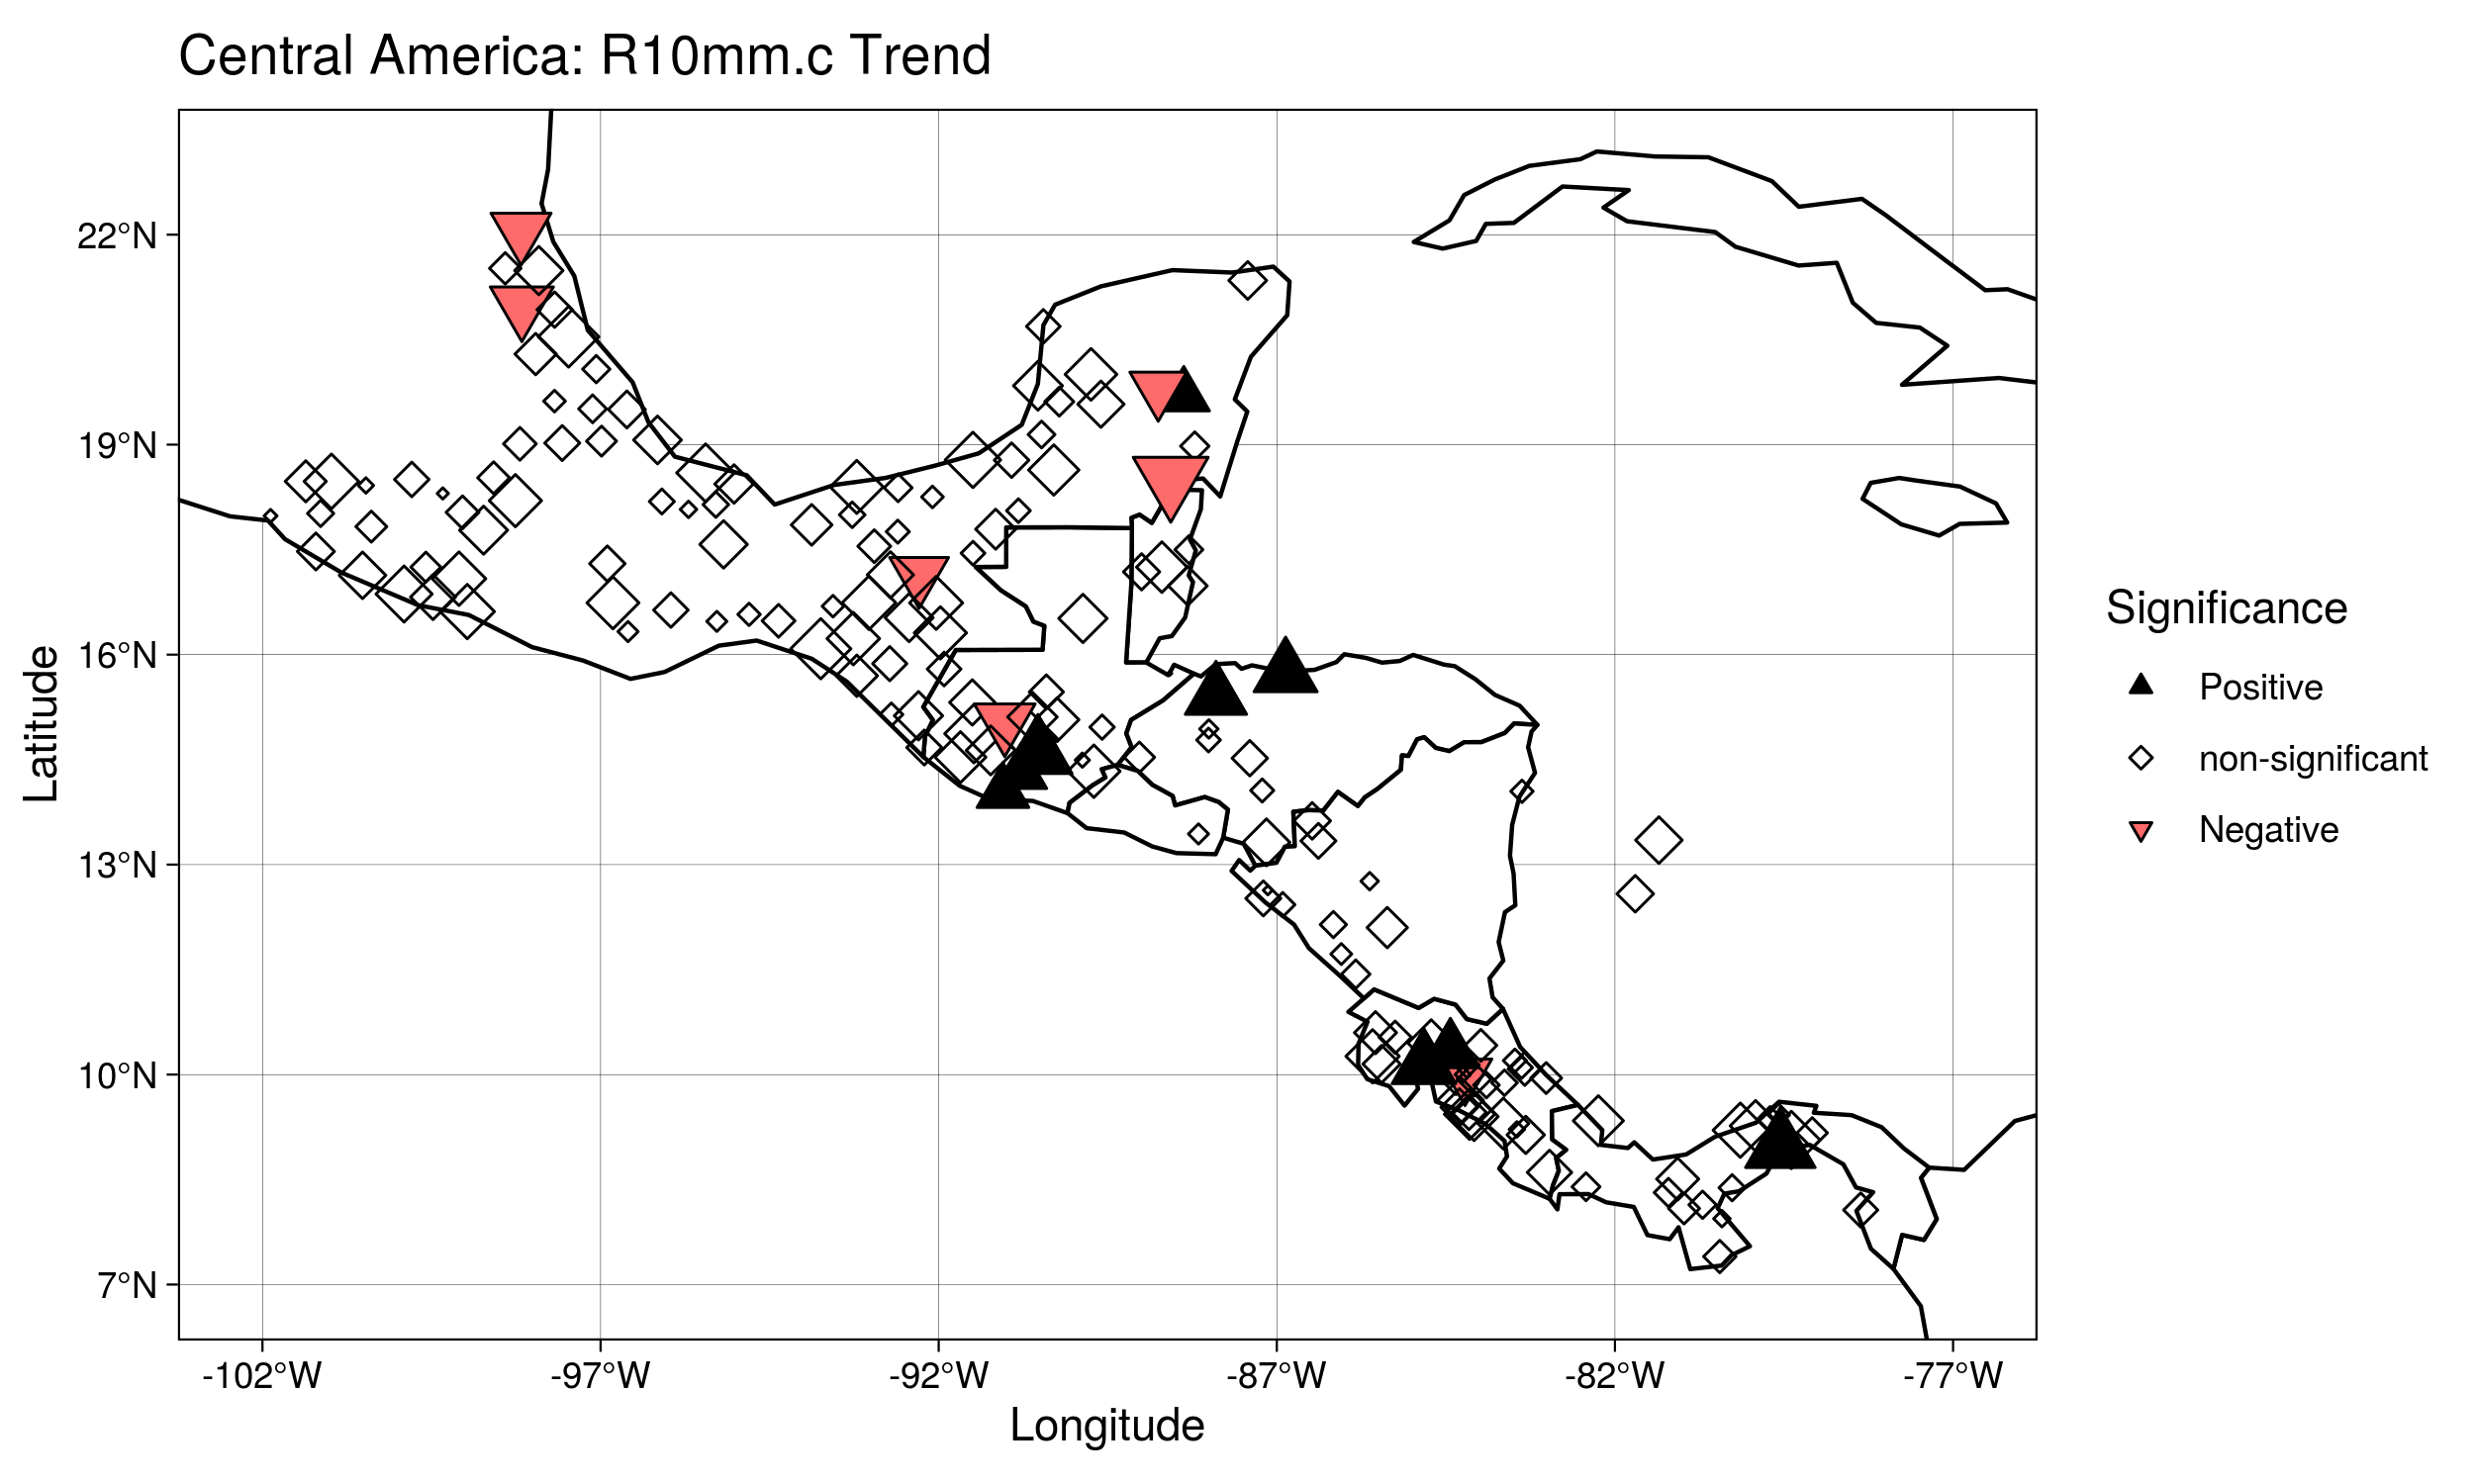 Central America: R10mm.c Trend
22°N
19°N
16°N
13°N
10°N
7°N
Latitude
-102°W
-97°W
-92°W
-87°W
-82°W
-77°W
Longitude
Significance
Positive
non-significant
Negative